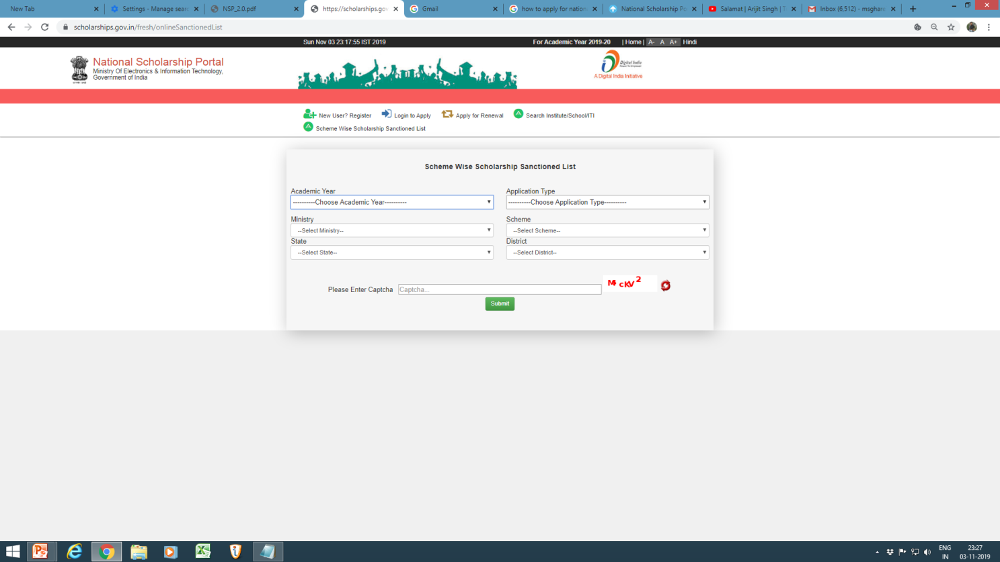 New Tab
Settings - Manage sear
NSP_2.0.pdf
https://scholarships.gov
Gmail
how to apply for nation
National Scholarship Po
Salamat | Arijit Singh | T
Inbox (6,512) - msghare
scholarships.gov.in/fresh/onlineSanctionedList
Sun Nov 03 23:17:55 IST 2019
For Academic Year 2019-20 | Home | A- A A+ Hindi
National Scholarship Portal
Ministry Of Electronics & Information Technology,
Government of India
Digital India
Power To Empower
A Digital India Initiative
New User? Register
Login to Apply
Apply for Renewal
Search Institute/School/ITI
Scheme Wise Scholarship Sanctioned List
Scheme Wise Scholarship Sanctioned List
Academic Year
Application Type
----------Choose Academic Year----------
----------Choose Application Type----------
Ministry
Scheme
--Select Ministry--
--Select Scheme--
State
District
--Select State--
--Select District--
Please Enter Captcha
Captcha...
cKV2
Submit
ENG
23:27
IN
03-11-2019